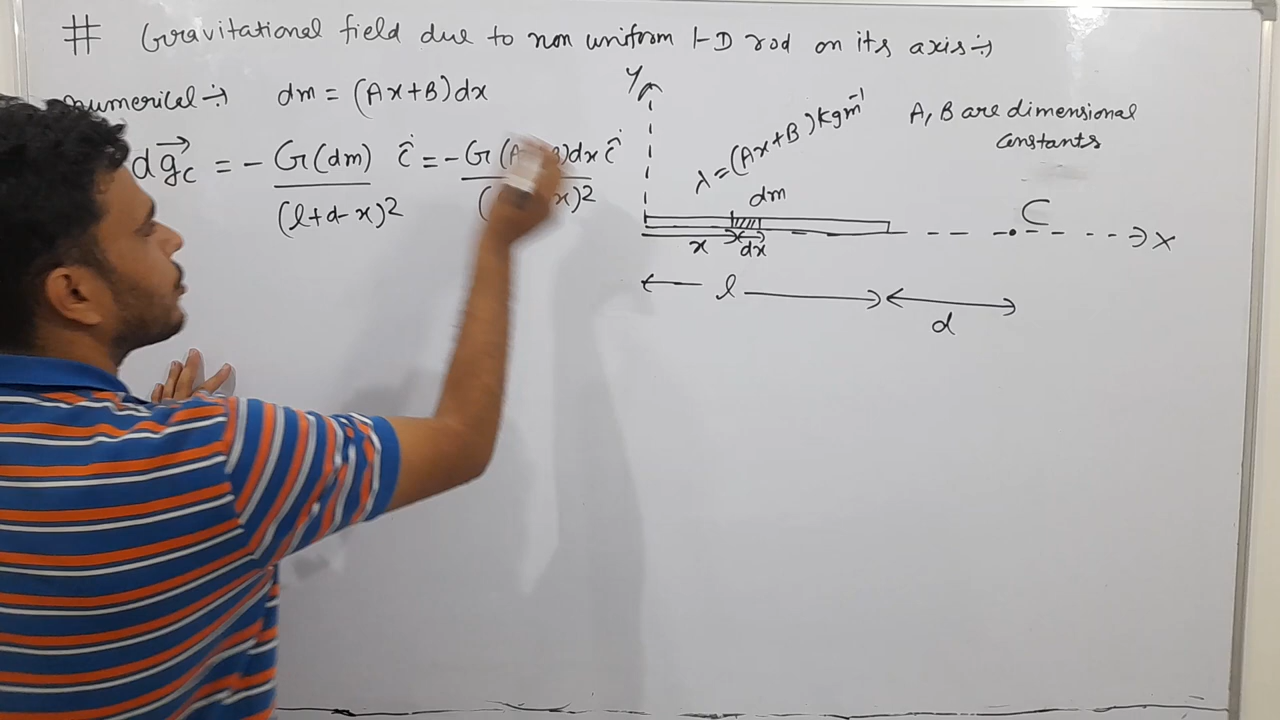 # Gravitational field due to non uniform 1-D rod on its axis ÷
numerical ÷) dm = (Ax+B)dx
dg⃗c = - G(dm)/(l+d-x)² î = - G(A B)dx î/( x)²
y
λ = (Ax+B) kgm⁻¹
A, B are dimensional
constants
dm
C
x
dx
x
l
d